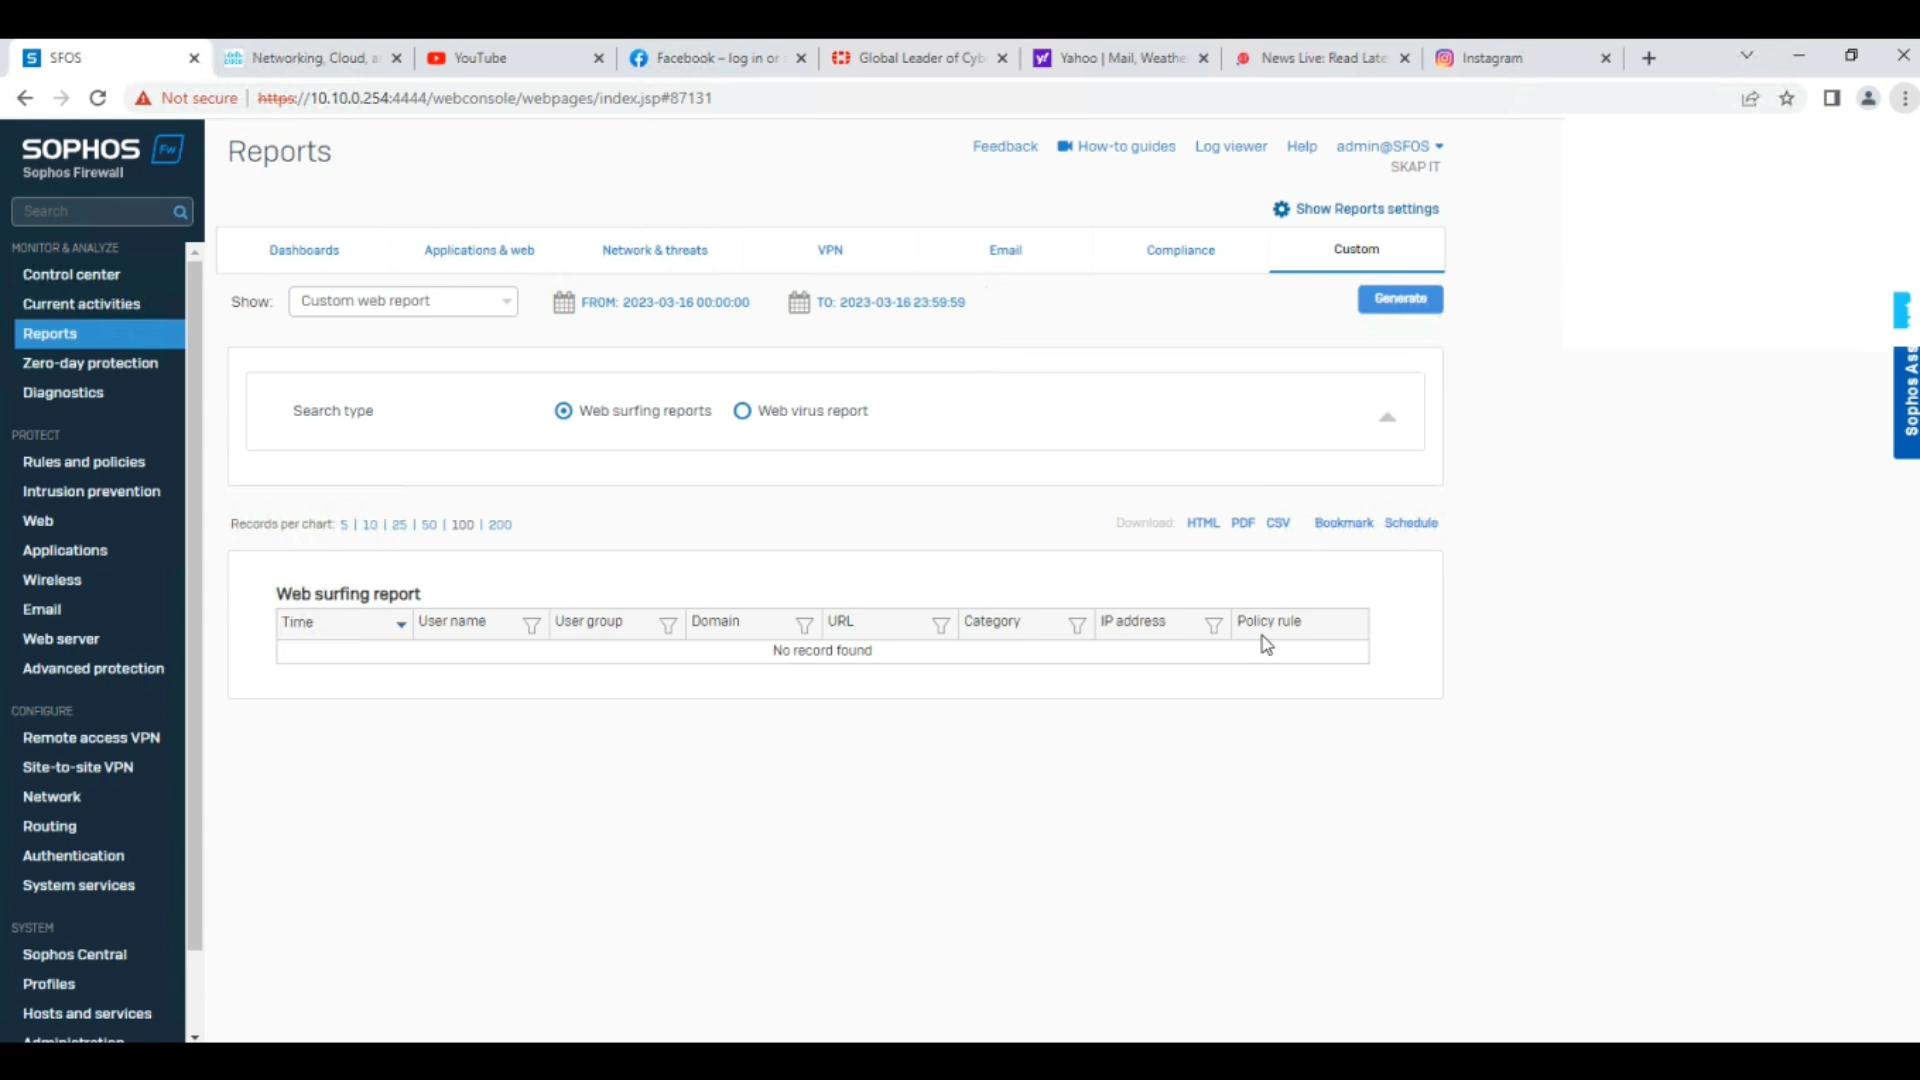 SFOS
Networking, Cloud, a
YouTube
Facebook – log in or
Global Leader of Cyb
Yahoo | Mail, Weathe
News Live: Read Late
Instagram
Not secure | https://10.10.0.254:4444/webconsole/webpages/index.jsp#87131
SOPHOS Fw
Sophos Firewall
Search
MONITOR & ANALYZE
Control center
Current activities
Reports
Zero-day protection
Diagnostics
PROTECT
Rules and policies
Intrusion prevention
Web
Applications
Wireless
Email
Web server
Advanced protection
CONFIGURE
Remote access VPN
Site-to-site VPN
Network
Routing
Authentication
System services
SYSTEM
Sophos Central
Profiles
Hosts and services
Administration
Reports
Feedback How-to guides Log viewer Help admin@SFOS
SKAP IT
Show Reports settings
Dashboards Applications & web Network & threats VPN Email Compliance Custom
Show: Custom web report FROM: 2023-03-16 00:00:00 TO: 2023-03-16 23:59:59 Generate
Search type Web surfing reports Web virus report
Records per chart: 5 | 10 | 25 | 50 | 100 | 200 Download: HTML PDF CSV Bookmark Schedule
Web surfing report
Time User name User group Domain URL Category IP address Policy rule
No record found
Sophos Ass